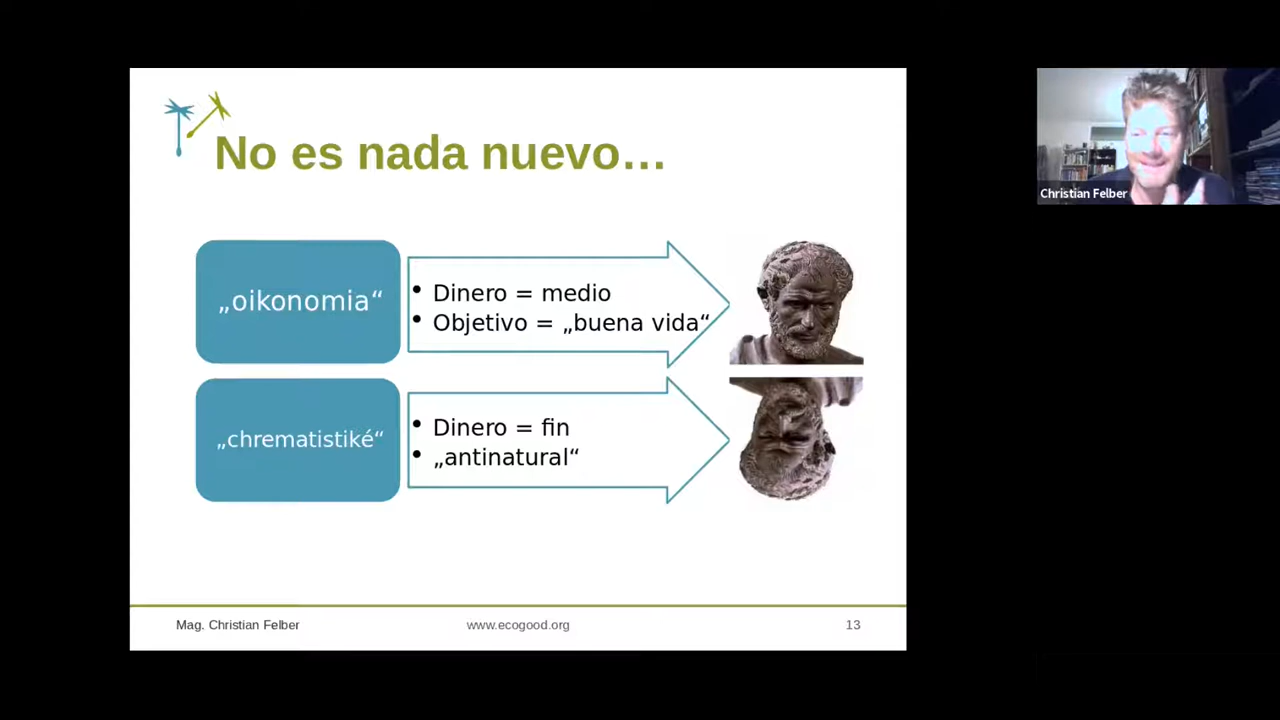 No es nada nuevo…
„oikonomia“
• Dinero = medio
• Objetivo = „buena vida“
„chrematistiké“
• Dinero = fin
• „antinatural“
Mag. Christian Felber
www.ecogood.org
13
Christian Felber